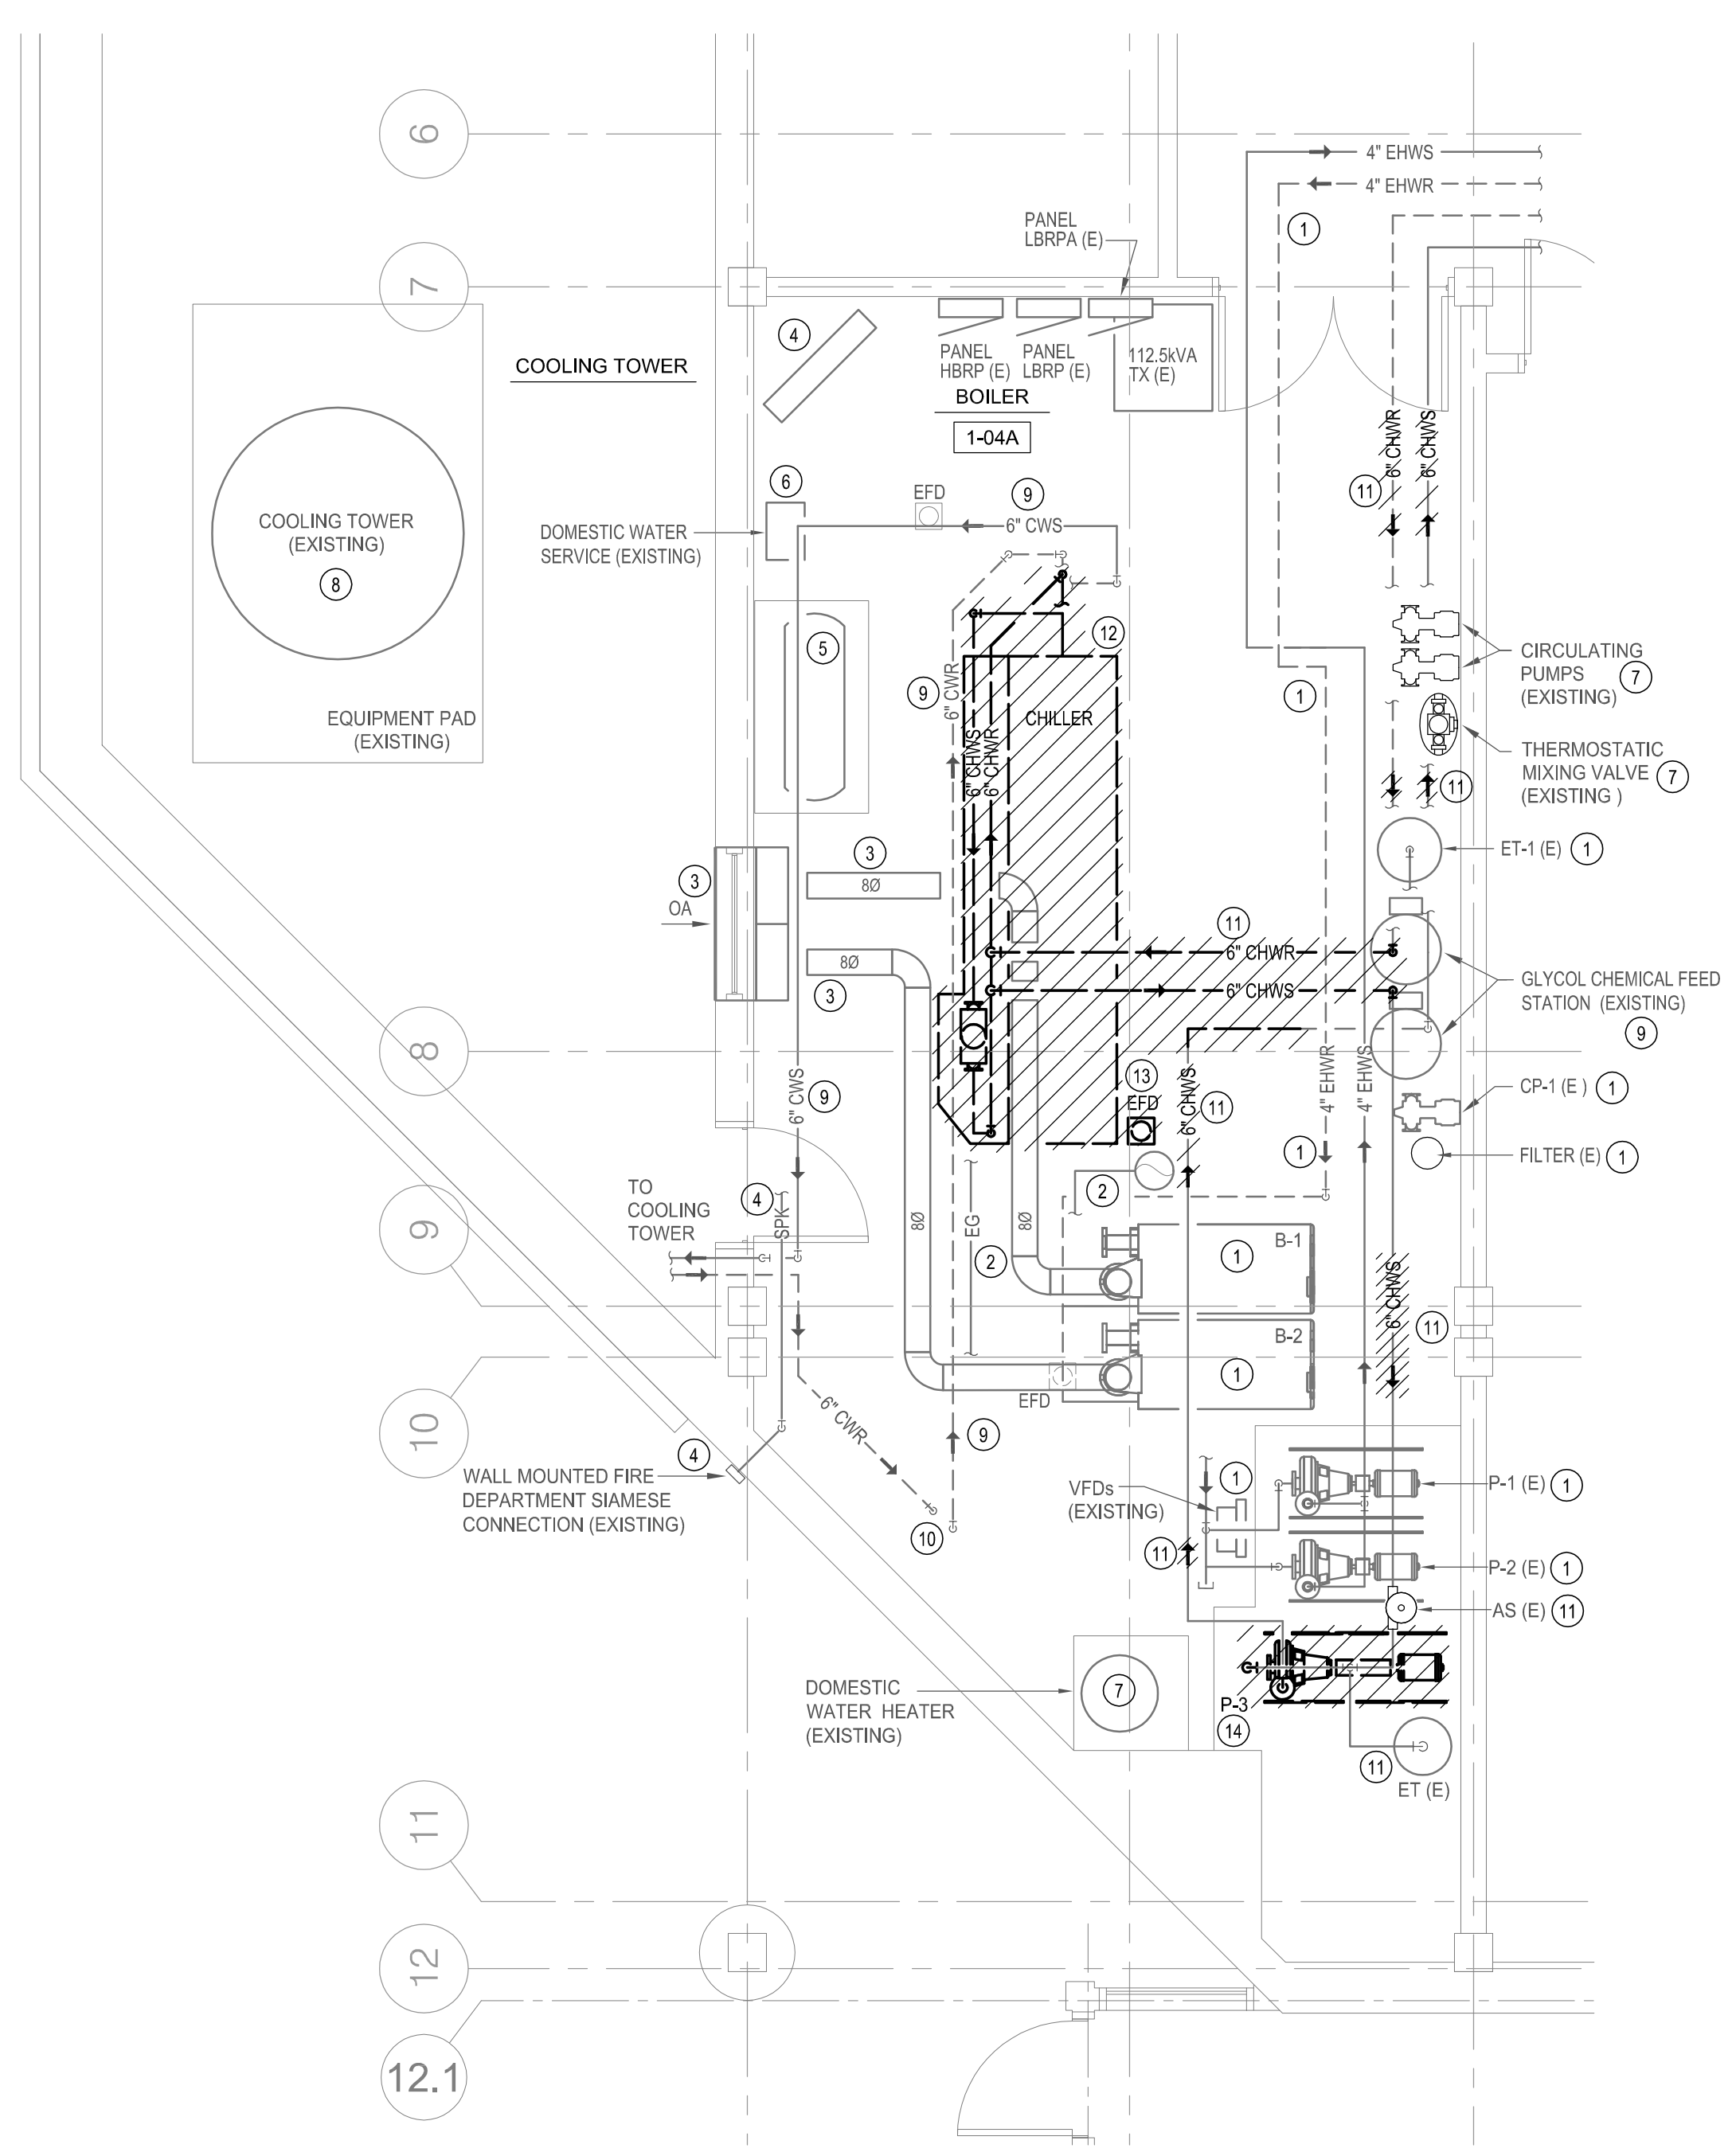 6
4" EHWS
4" EHWR
1
PANEL
LBRPA (E)
7
4
COOLING TOWER
PANEL
HBRP (E)
PANEL
LBRP (E)
112.5kVA
TX (E)
BOILER
1-04A
6" CHWR
6" CHWS
11
6
EFD
9
6" CWS
DOMESTIC WATER
SERVICE (EXISTING)
COOLING TOWER
(EXISTING)
8
EQUIPMENT PAD
(EXISTING)
5
12
9
6" CWR
CHILLER
6" CHWS
6" CHWR
1
CIRCULATING
PUMPS
(EXISTING)
7
THERMOSTATIC
MIXING VALVE
(EXISTING )
7
11
ET-1 (E)
1
3
OA
3
8Ø
8Ø
3
11
6" CHWR
6" CHWS
GLYCOL CHEMICAL FEED
STATION (EXISTING)
9
8
6" CWS
9
13
EFD
6" CHWS
11
4" EHWR
4" EHWS
CP-1 (E )
1
1
FILTER (E)
1
TO
COOLING
TOWER
4
SPK
8Ø
EG
2
8Ø
2
B-1
1
B-2
1
6" CHWS
11
9
10
EFD
6" CWR
9
4
WALL MOUNTED FIRE
DEPARTMENT SIAMESE
CONNECTION (EXISTING)
10
VFDs
(EXISTING)
1
11
P-1 (E)
1
P-2 (E)
1
AS (E)
11
DOMESTIC
WATER HEATER
(EXISTING)
7
P-3
14
11
ET (E)
11
12
12.1